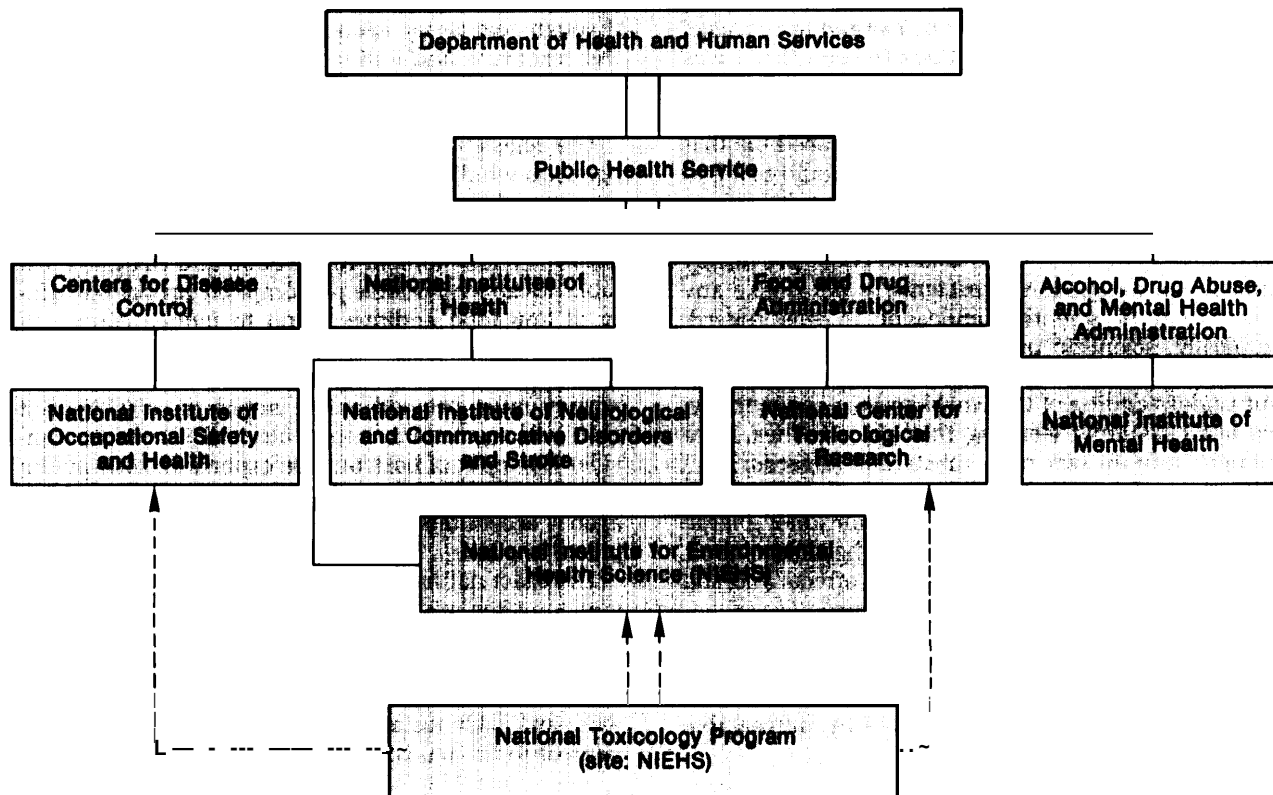 Department of Health and Human Services
Public Health Service
Centers for Disease
Control
National Institutes of
Health
Food and Drug
Administration
Alcohol, Drug Abuse,
and Mental Health
Administration
National Institute of
Occupational Safety
and Health
National Institute of Neurological
and Communicative Disorders
and Stroke
National Center for
Toxicological
Research
National Institute of
Mental Health
National Institute for Environmental
Health Science (NIEHS)
National Toxicology Program
(site: NIEHS)